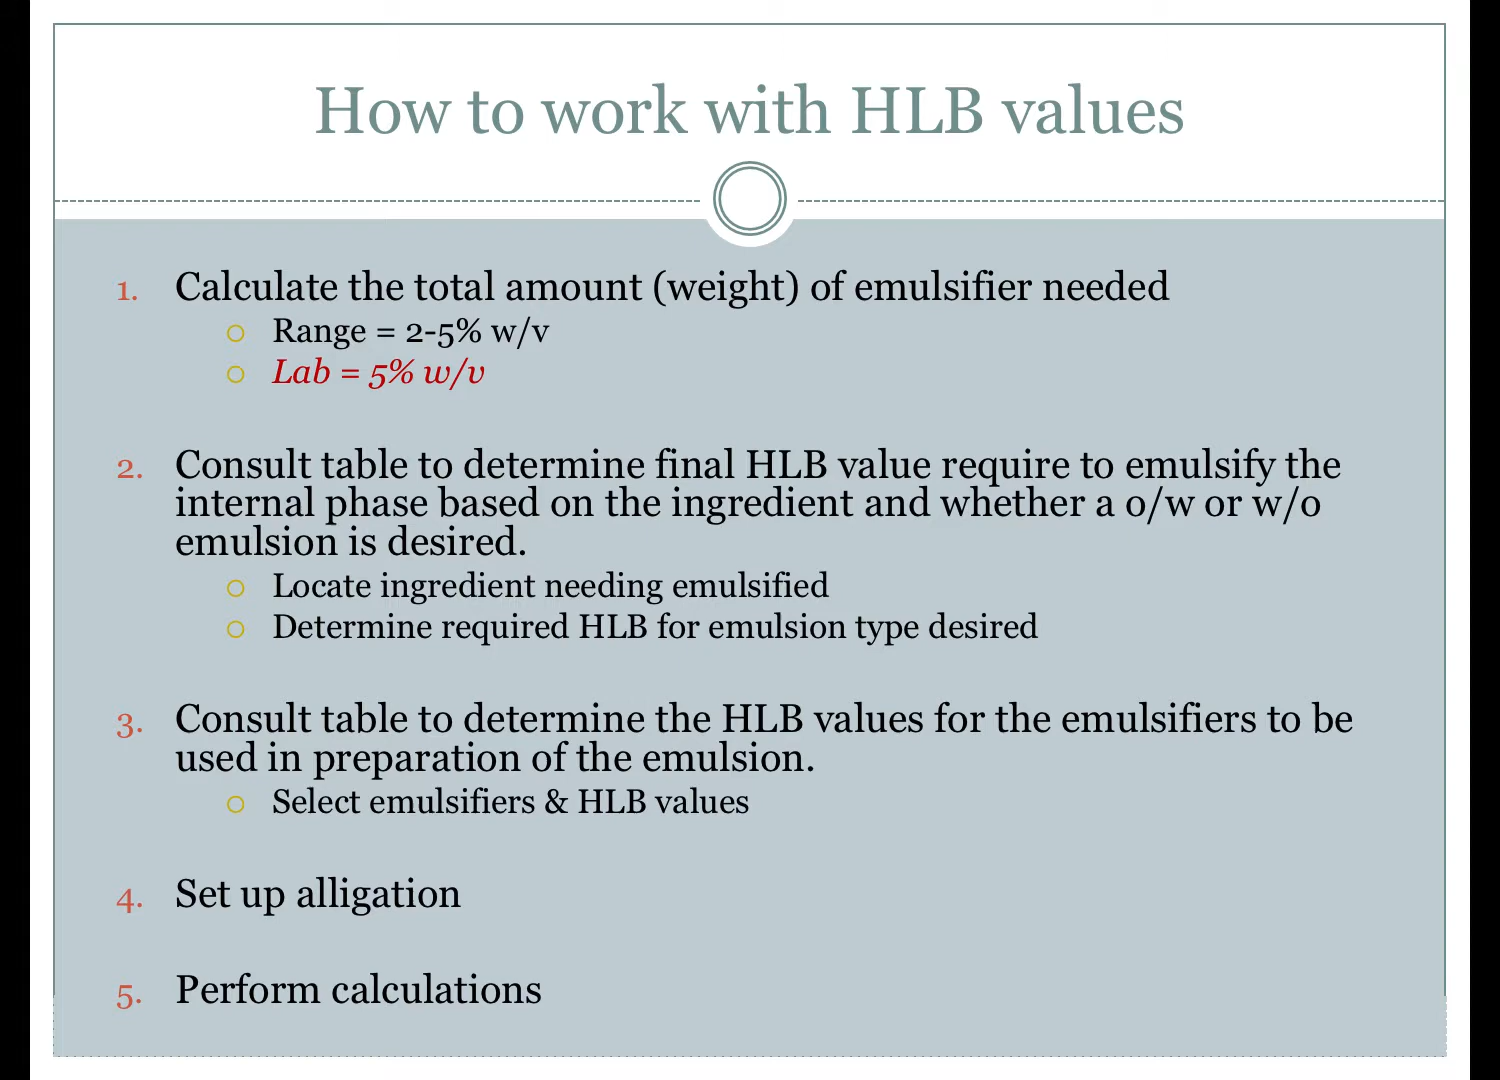 How to work with HLB values
1. Calculate the total amount (weight) of emulsifier needed
Range = 2-5% w/v
Lab = 5% w/v
2. Consult table to determine final HLB value require to emulsify the
internal phase based on the ingredient and whether a o/w or w/o
emulsion is desired.
Locate ingredient needing emulsified
Determine required HLB for emulsion type desired
3. Consult table to determine the HLB values for the emulsifiers to be
used in preparation of the emulsion.
Select emulsifiers & HLB values
4. Set up alligation
5. Perform calculations